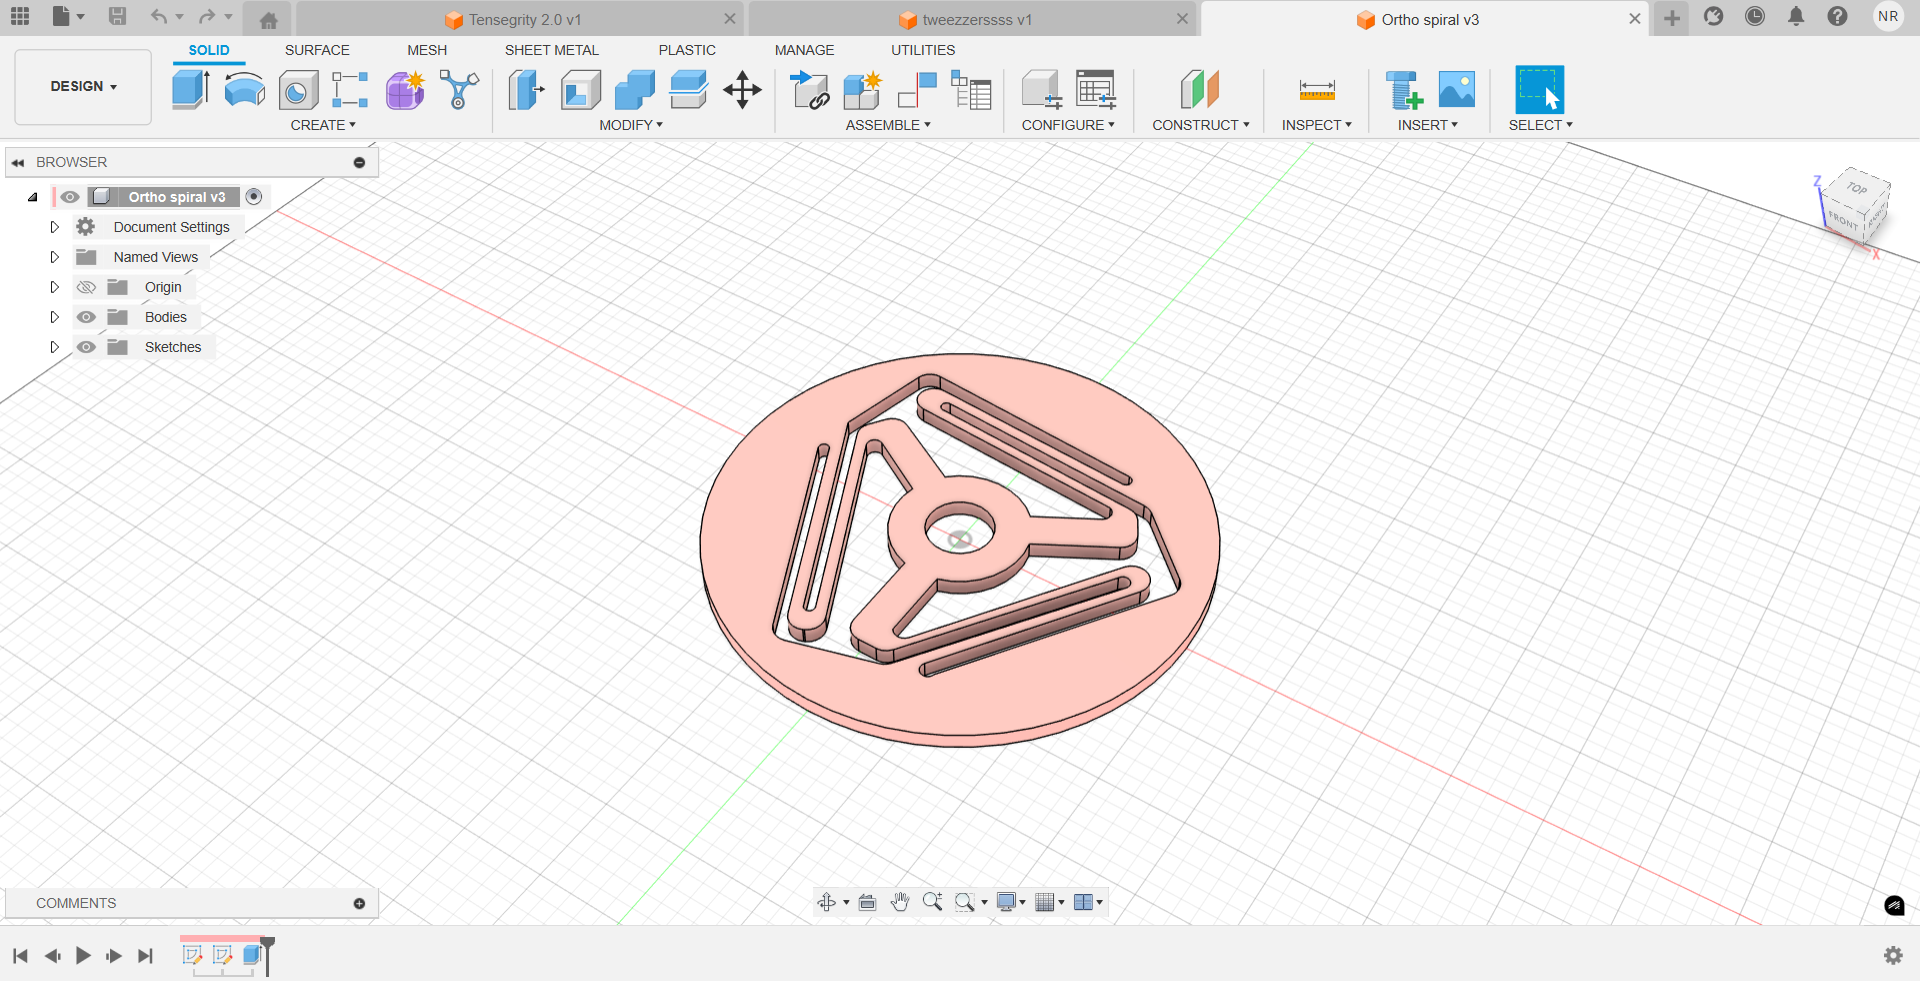 Tensegrity 2.0 v1
tweezzerssss v1
Ortho spiral v3
NR
DESIGN
SOLID
SURFACE
MESH
SHEET METAL
PLASTIC
MANAGE
UTILITIES
CREATE
MODIFY
ASSEMBLE
CONFIGURE
CONSTRUCT
INSPECT
INSERT
SELECT
BROWSER
Ortho spiral v3
Document Settings
Named Views
Origin
Bodies
Sketches
Z
TOP
FRONT
X
COMMENTS